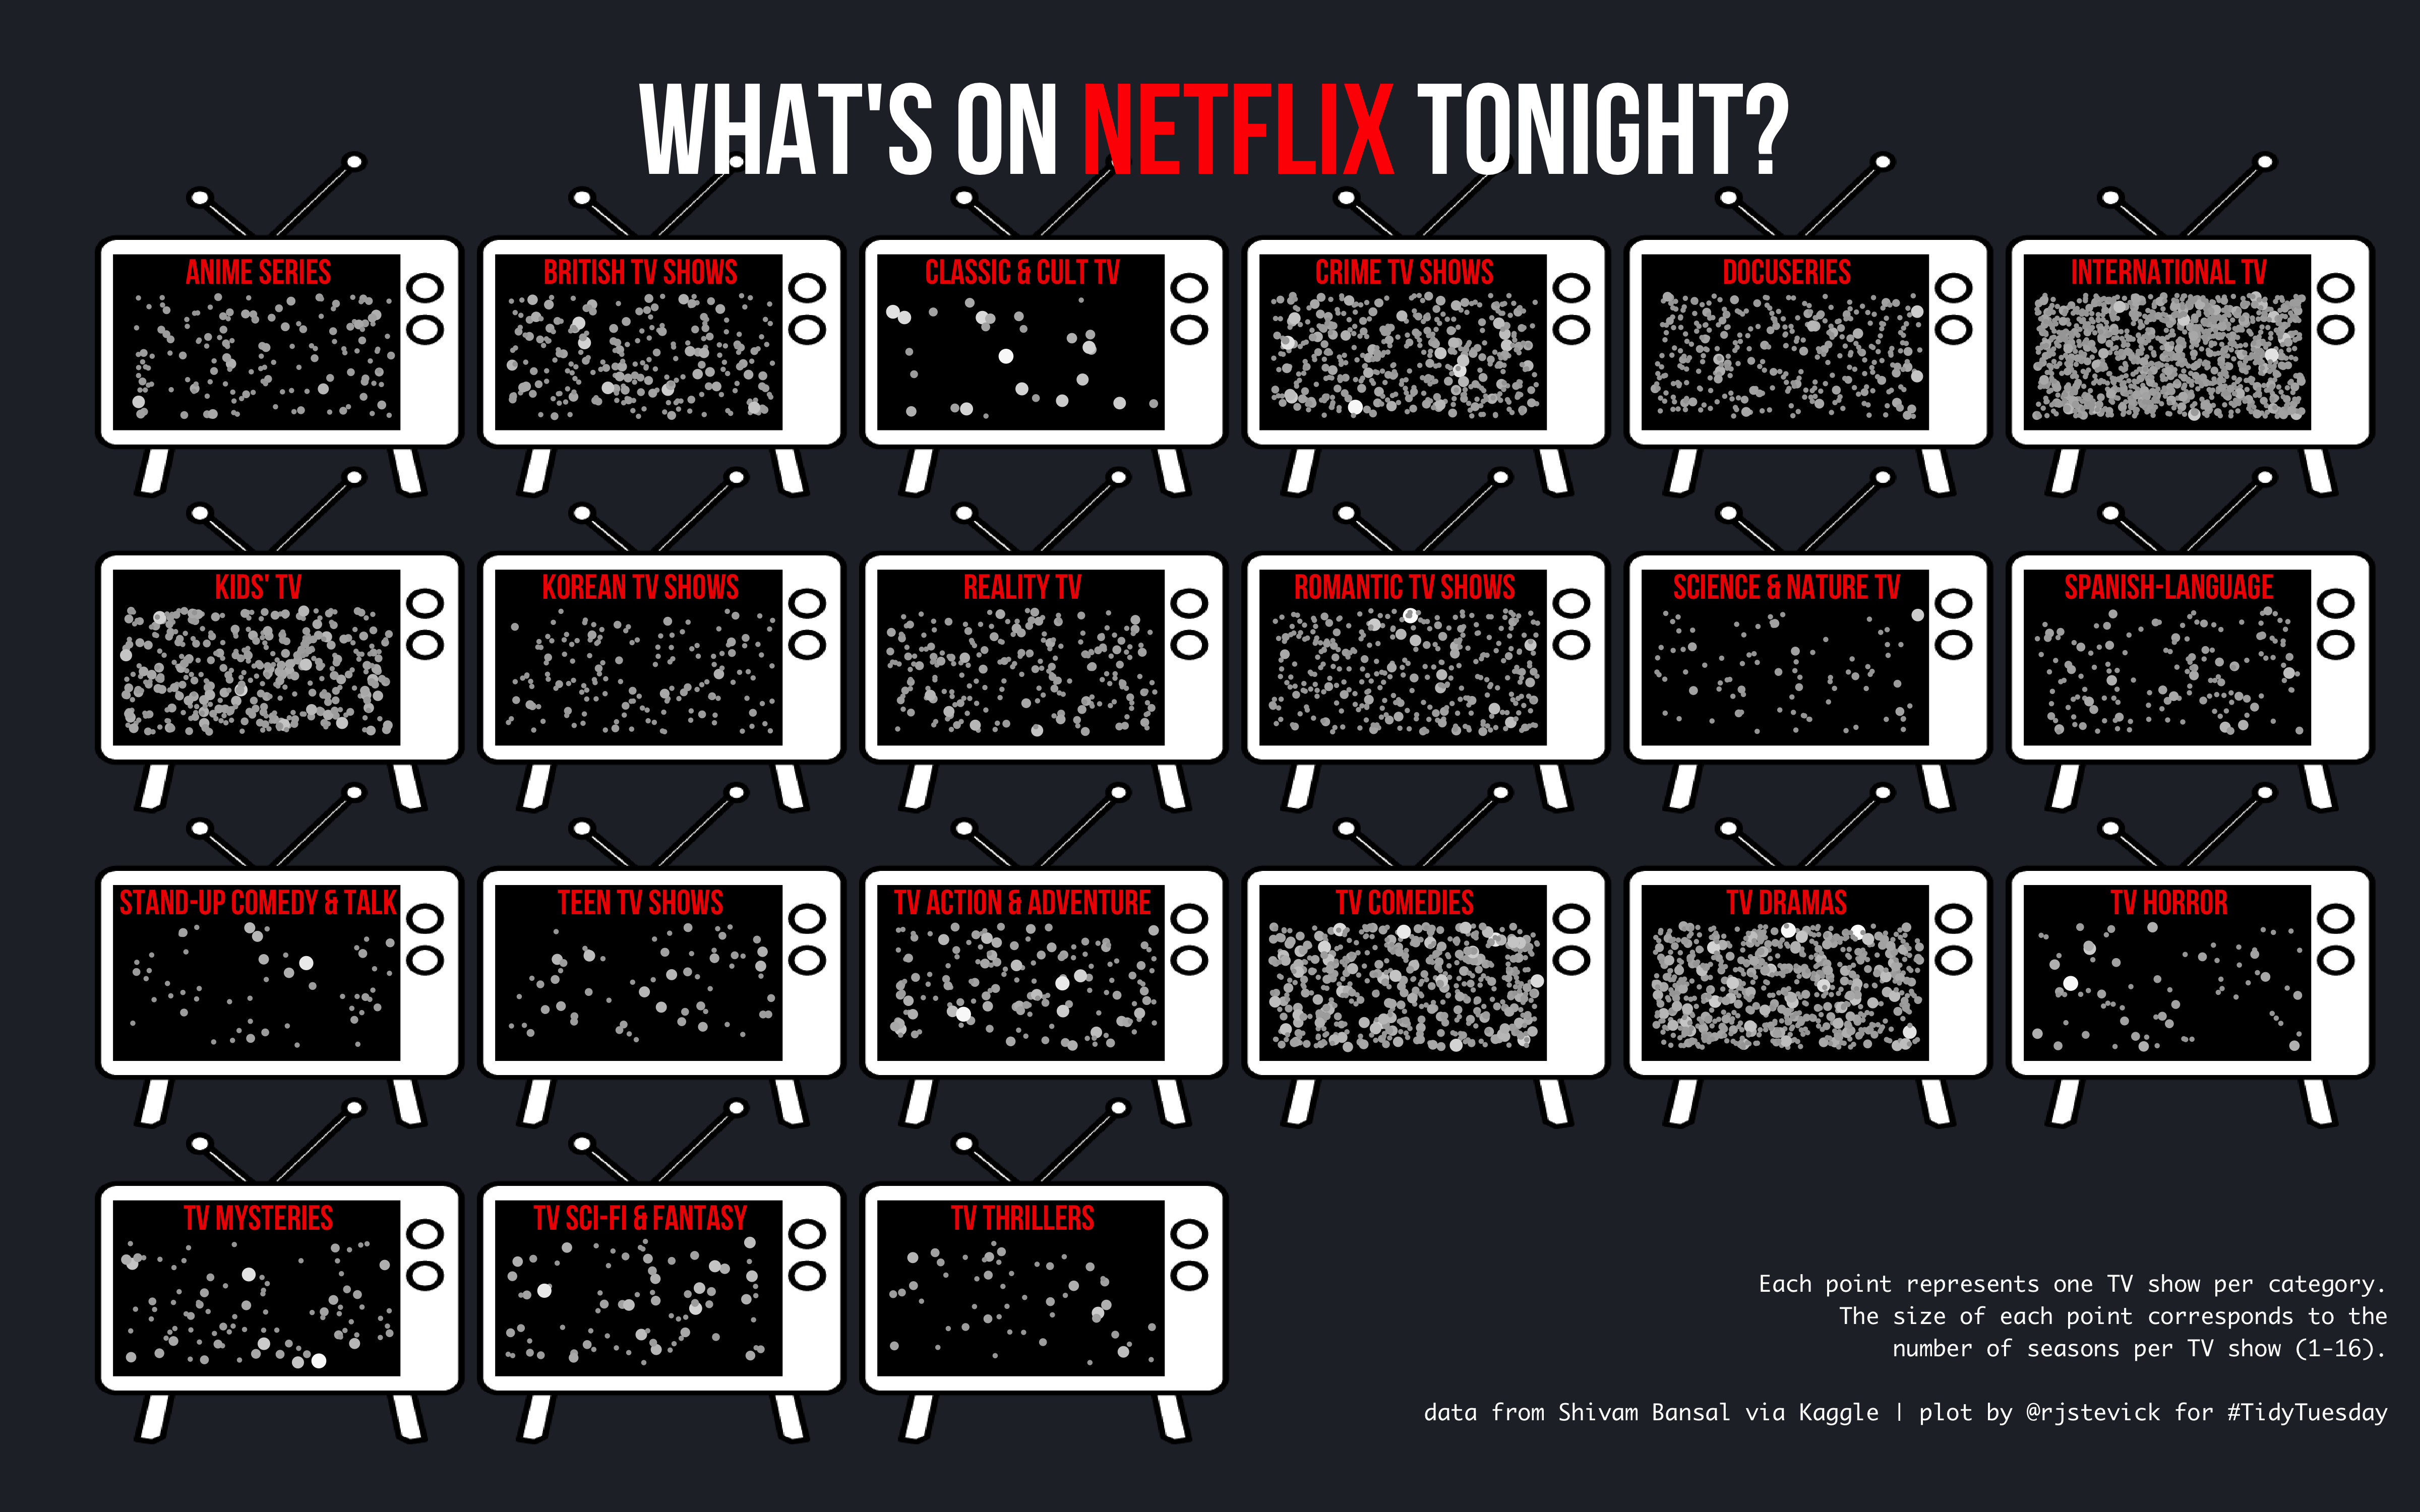 WHAT'S ON NETFLIX TONIGHT?
ANIME SERIES
BRITISH TV SHOWS
CLASSIC & CULT TV
CRIME TV SHOWS
DOCUSERIES
INTERNATIONAL TV
KIDS' TV
KOREAN TV SHOWS
REALITY TV
ROMANTIC TV SHOWS
SCIENCE & NATURE TV
SPANISH-LANGUAGE
STAND-UP COMEDY & TALK
TEEN TV SHOWS
TV ACTION & ADVENTURE
TV COMEDIES
TV DRAMAS
TV HORROR
TV MYSTERIES
TV SCI-FI & FANTASY
TV THRILLERS
Each point represents one TV show per category.
The size of each point corresponds to the
number of seasons per TV show (1-16).
data from Shivam Bansal via Kaggle | plot by @rjstevick for #TidyTuesday